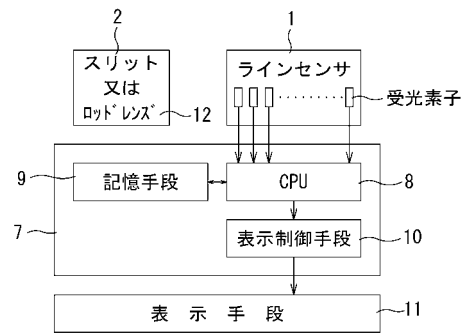 2
スリット
又は
ロッドレンズ
12
1
ラインセンサ
受光素子
9
記憶手段
CPU
8
7
表示制御手段
10
表示手段
11